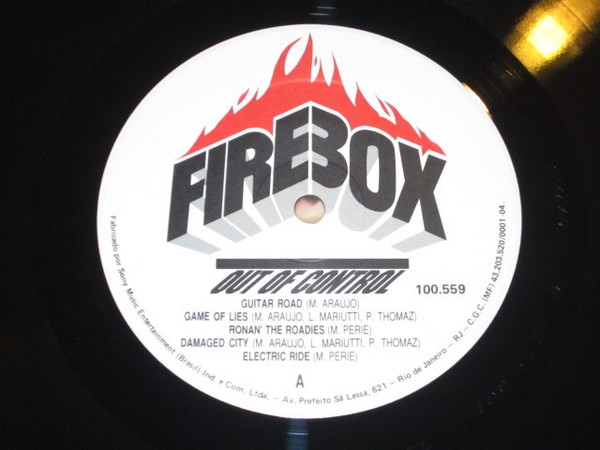 FIREBOX
OUT OF CONTROL
100.559
GUITAR ROAD (M. ARAÚJO)
GAME OF LIES (M. ARAUJO, L. MARIUTTI, P. THOMAZ)
RONAN' THE ROADIES (M. PERIE)
DAMAGED CITY (M. ARAUJO, L. MARIUTTI, P. THOMAZ)
ELECTRIC RIDE (M. PERIE)
A
Fabricado por Sony Music Entertainment (Brasil) Ind. e Com. Ltda. – Av. Prefeito Sá Lessa, 621 – Rio de Janeiro – RJ – C.G.C. (MF) 43.203.520/0001-04.